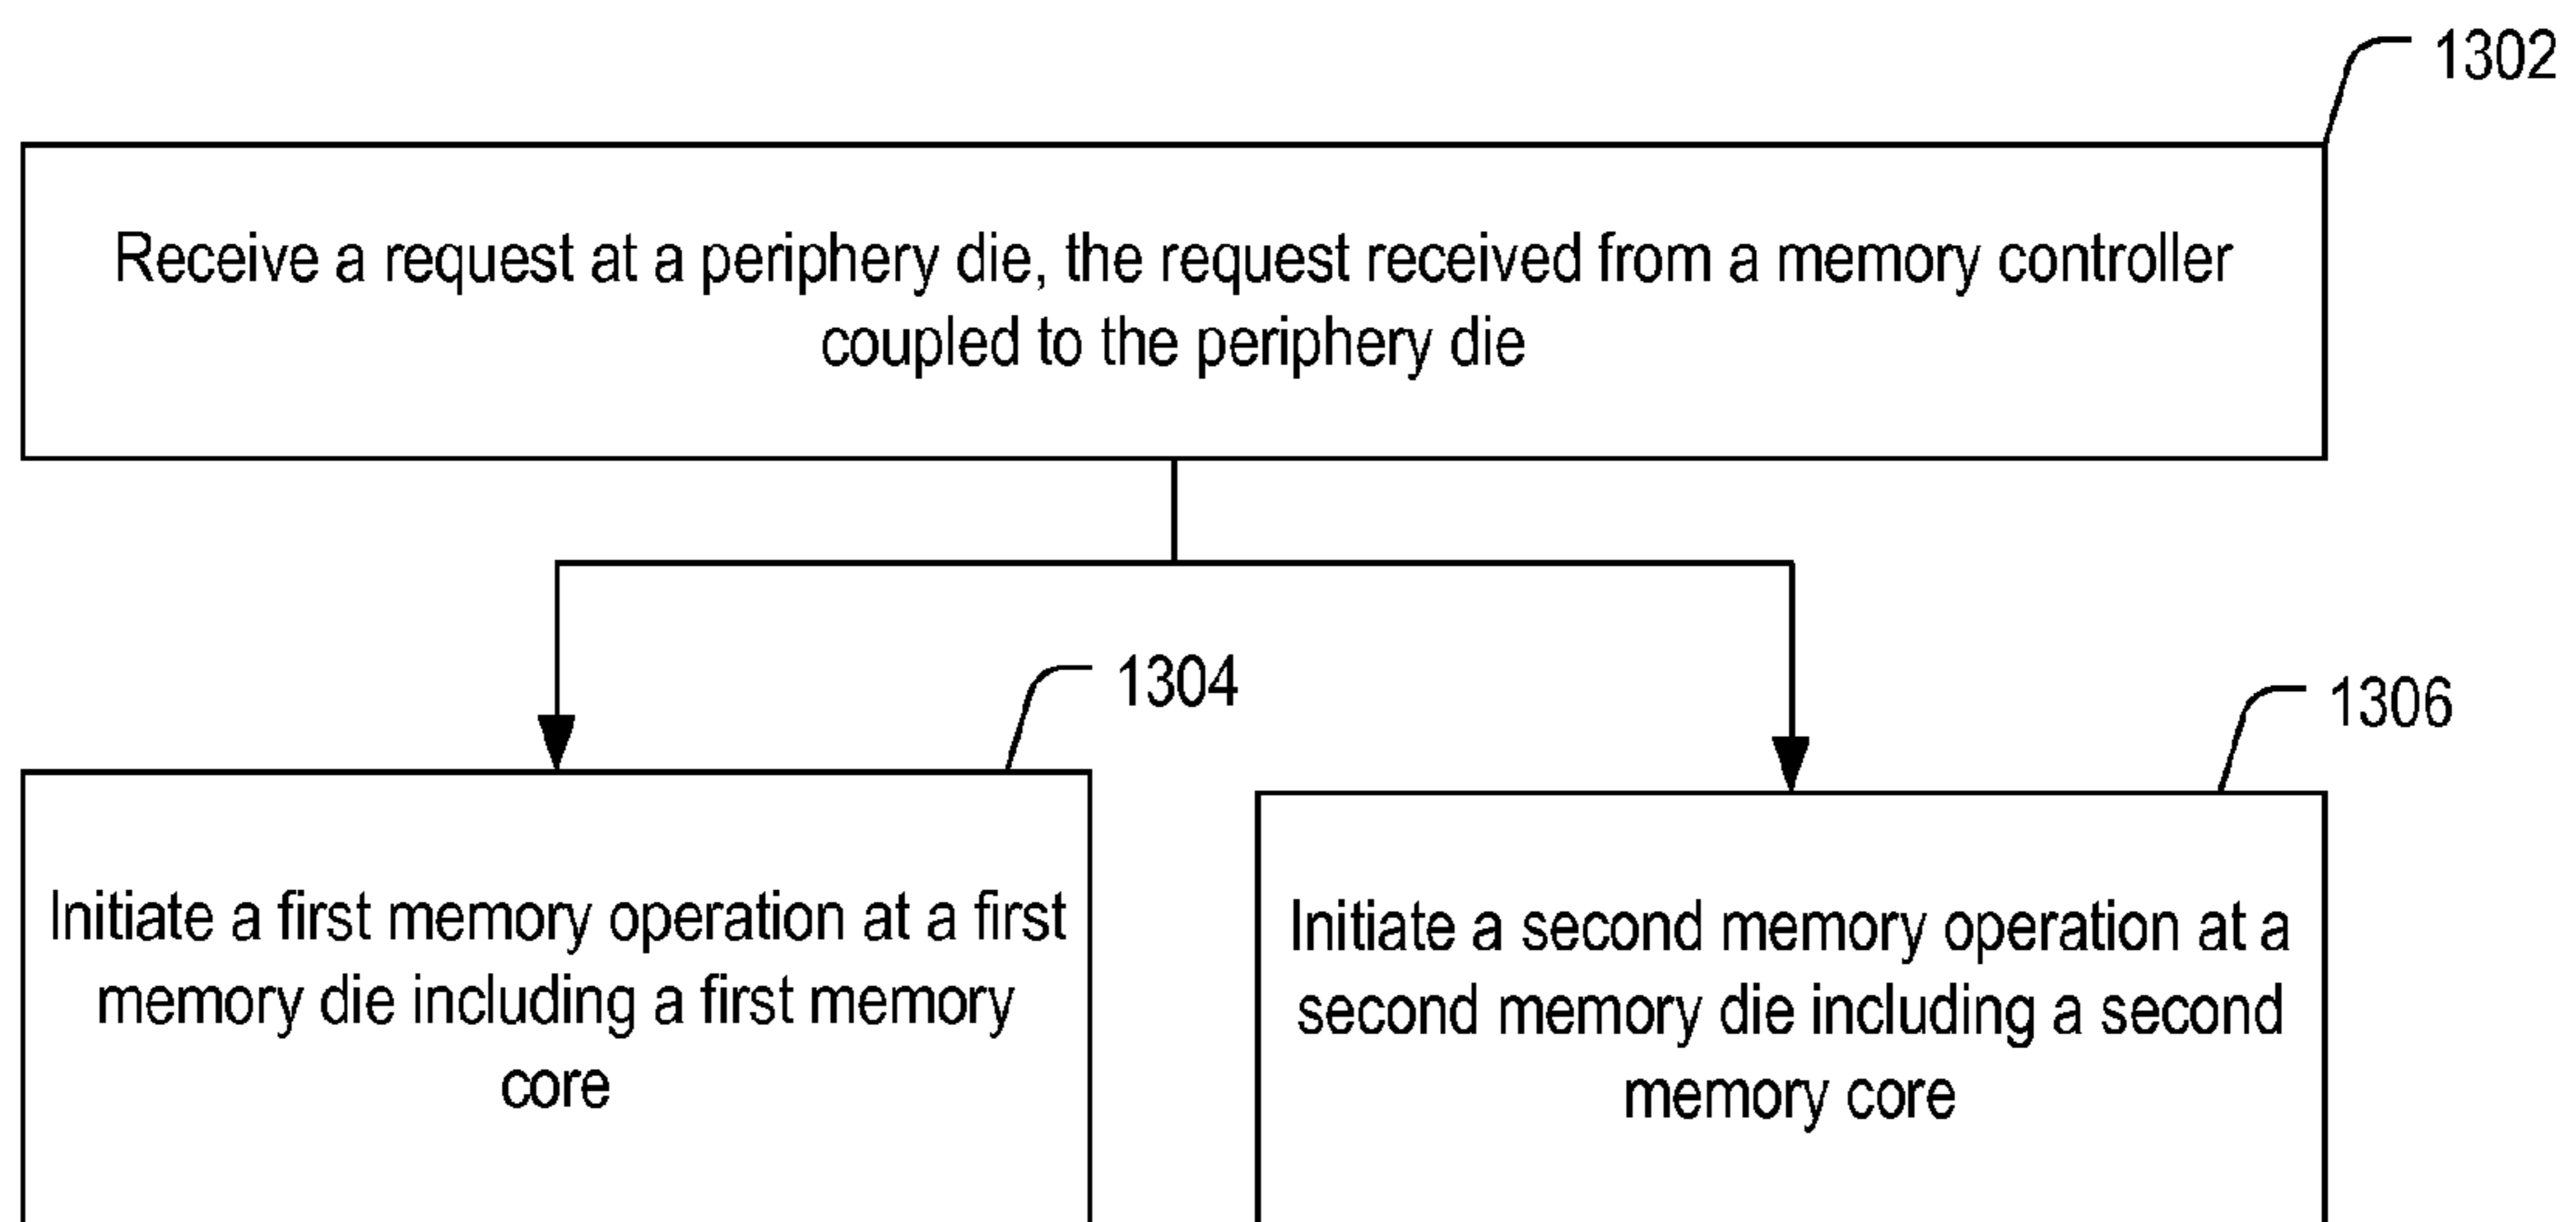 1302
Receive a request at a periphery die, the request received from a memory controller
coupled to the periphery die
1304
Initiate a first memory operation at a first
memory die including a first memory
core
1306
Initiate a second memory operation at a
second memory die including a second
memory core